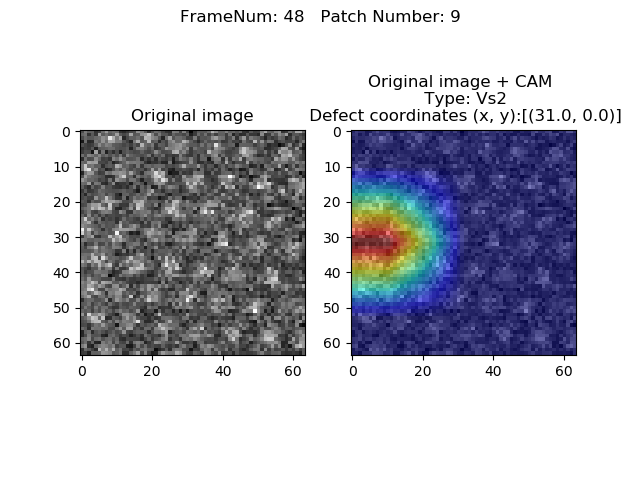 FrameNum: 48   Patch Number: 9
Original image
0
10
20
30
40
50
60
0 20 40 60
Original image + CAM
Type: Vs2
Defect coordinates (x, y):[(31.0, 0.0)]
0
10
20
30
40
50
60
0 20 40 60